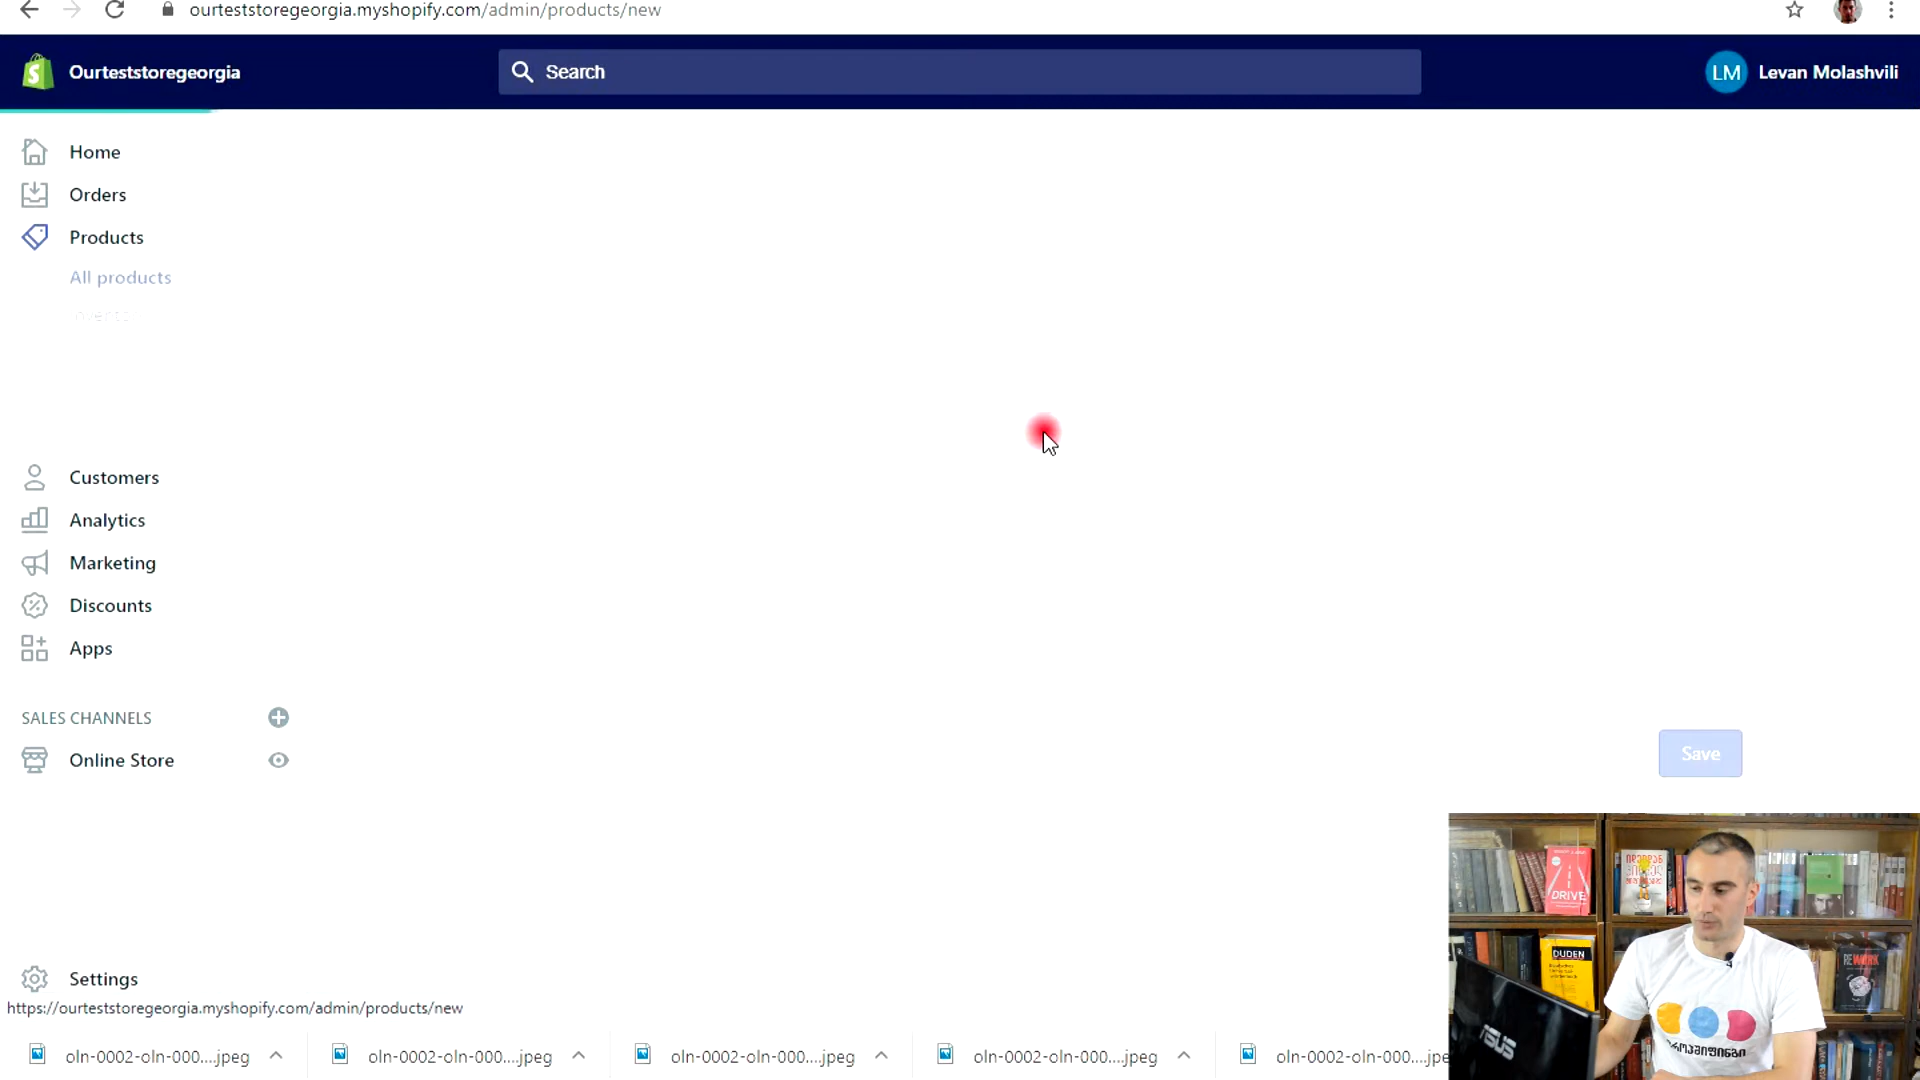 ourteststoregeorgia.myshopify.com/admin/products/new
Ourteststoregeorgia
Search
LM Levan Molashvili
Home
Orders
Products
All products
Customers
Analytics
Marketing
Discounts
Apps
SALES CHANNELS
Online Store
Save
Settings
https://ourteststoregeorgia.myshopify.com/admin/products/new
oln-0002-oln-000....jpeg
oln-0002-oln-000....jpeg
oln-0002-oln-000....jpeg
oln-0002-oln-000....jpeg
oln-0002-oln-000....jpe
DRIVE
DUDEN
REWORK
ASUS